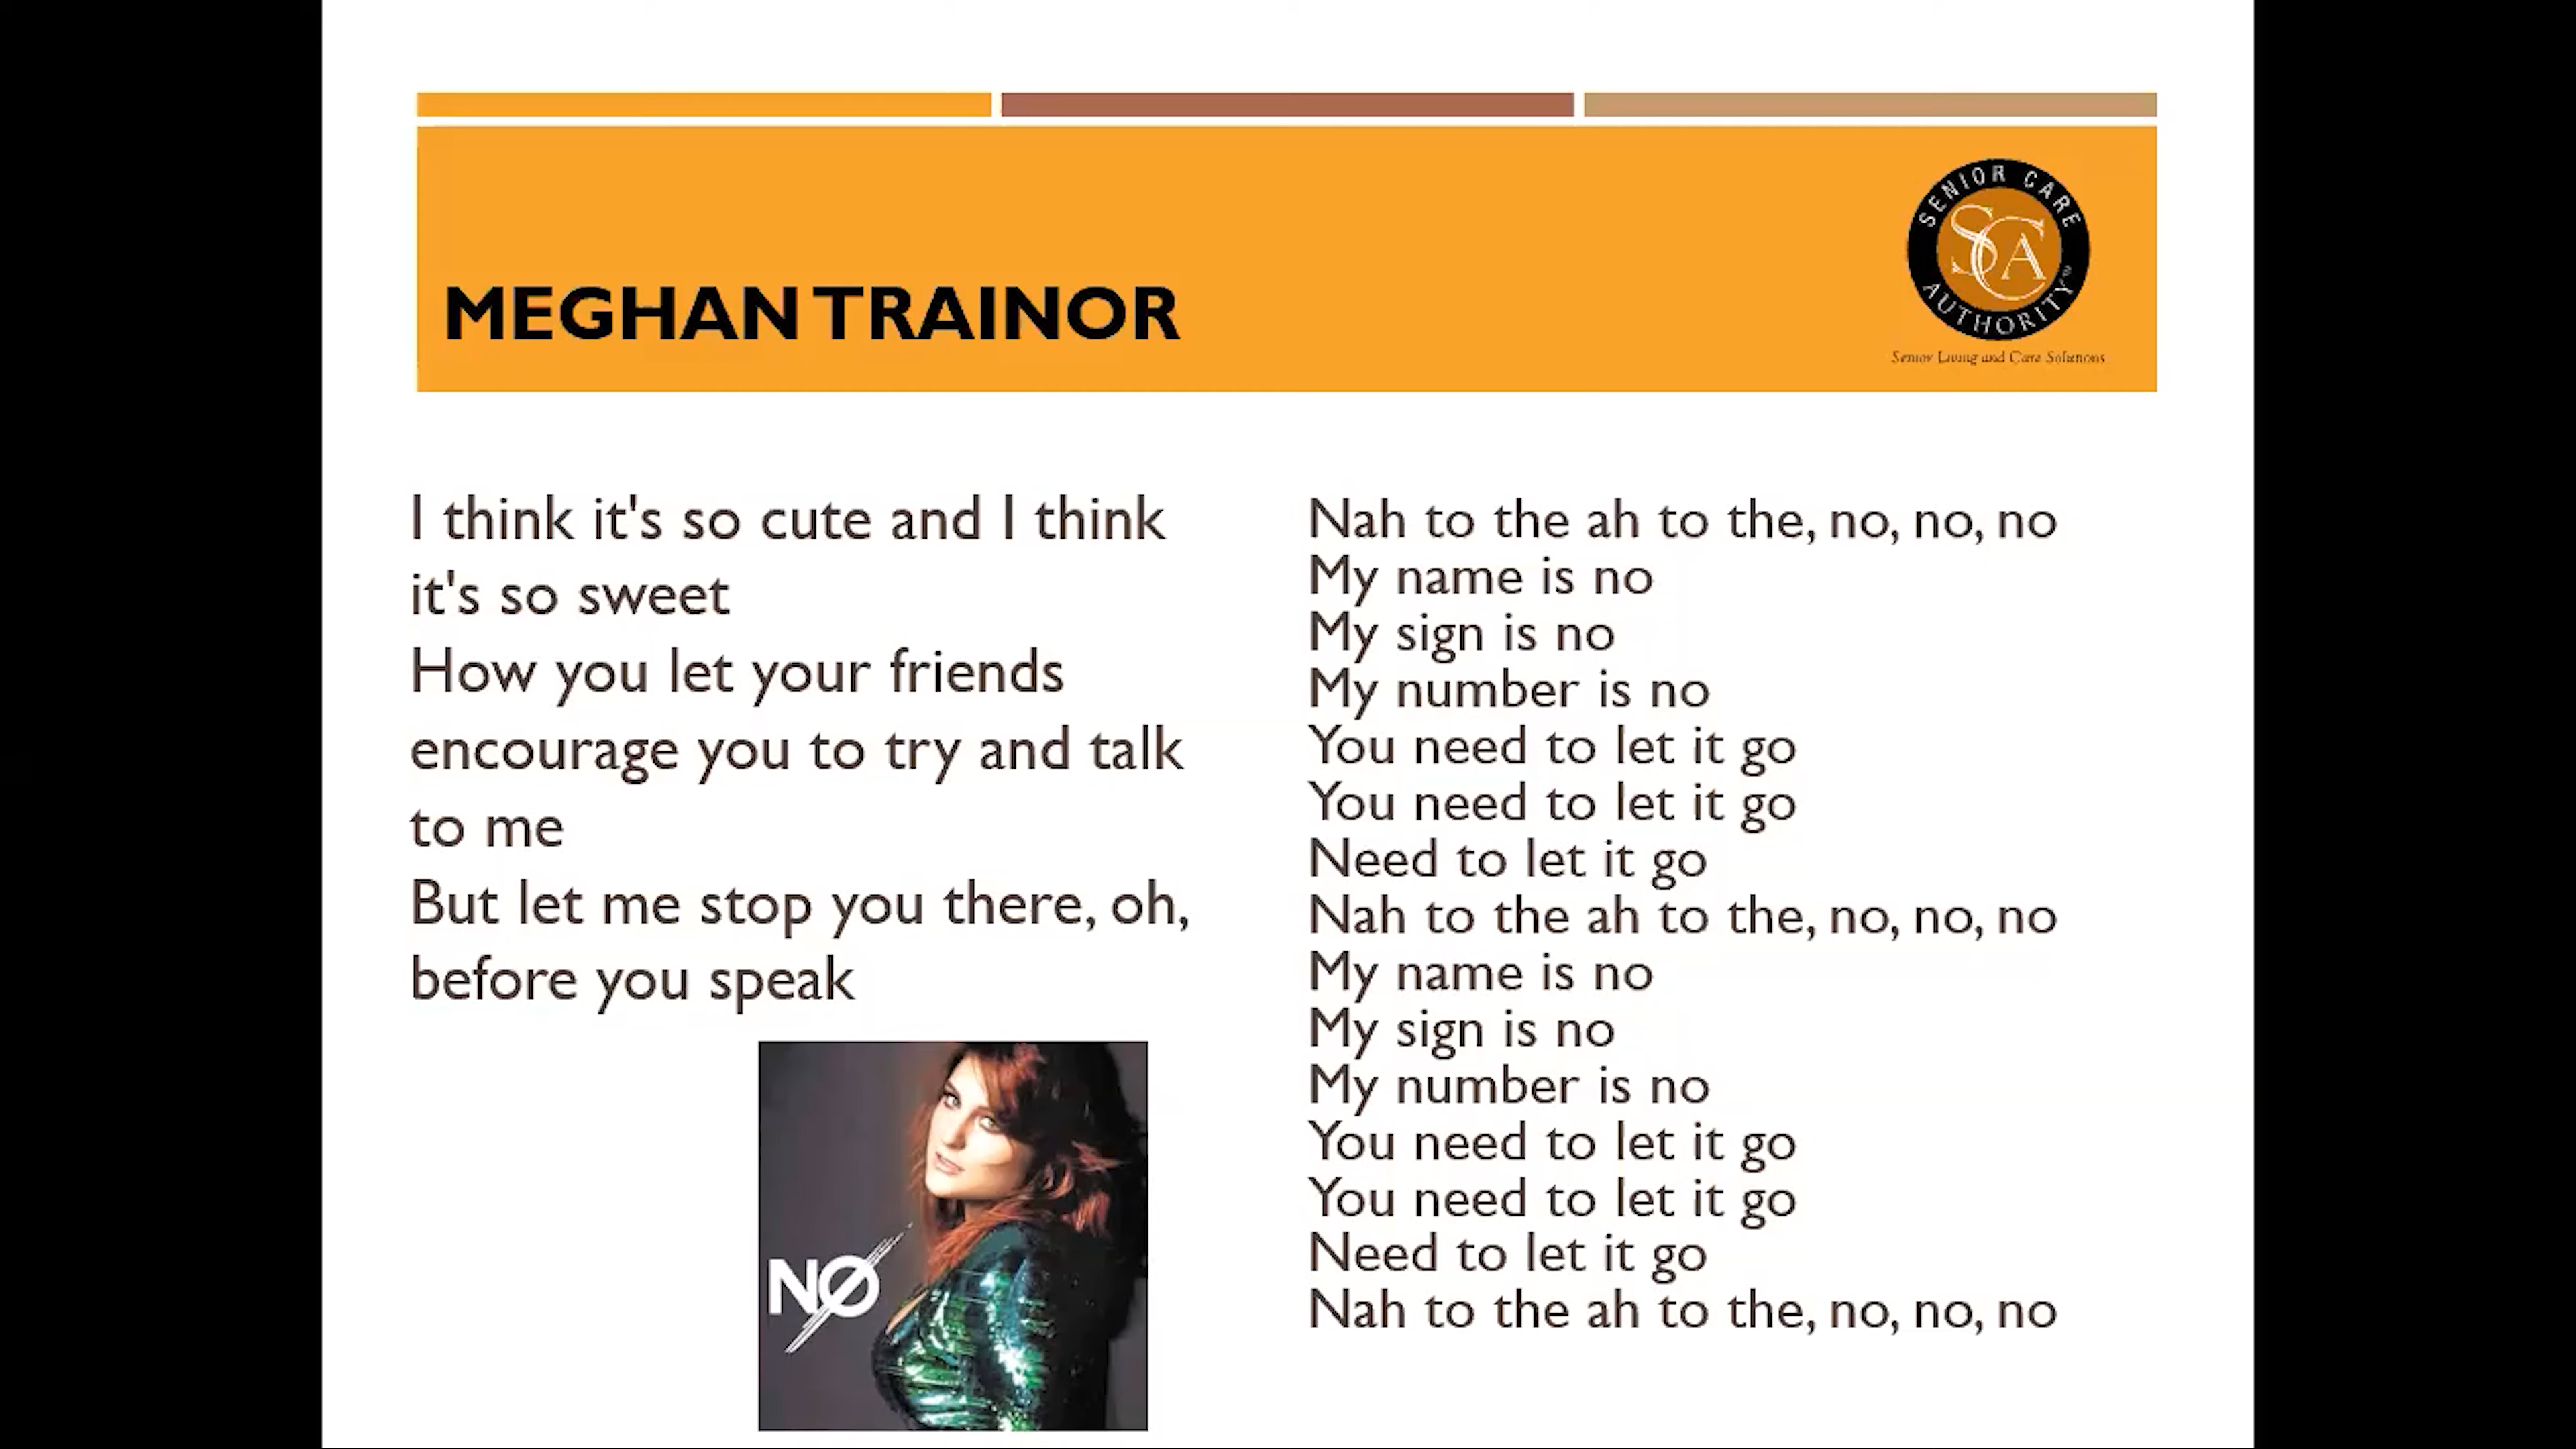 MEGHAN TRAINOR
SENIOR CARE
SCA
AUTHORITY
Senior Living and Care Solutions
I think it's so cute and I think
it's so sweet
How you let your friends
encourage you to try and talk
to me
But let me stop you there, oh,
before you speak
NO
Nah to the ah to the, no, no, no
My name is no
My sign is no
My number is no
You need to let it go
You need to let it go
Need to let it go
Nah to the ah to the, no, no, no
My name is no
My sign is no
My number is no
You need to let it go
You need to let it go
Need to let it go
Nah to the ah to the, no, no, no